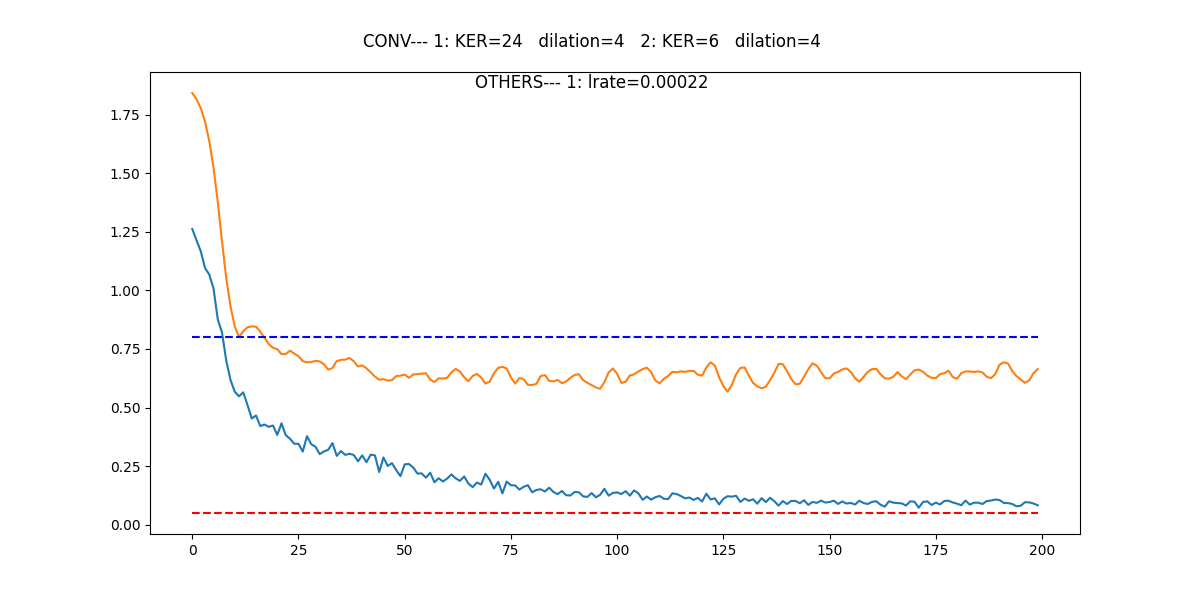 CONV--- 1: KER=24   dilation=4   2: KER=6   dilation=4
OTHERS--- 1: lrate=0.00022
1.75
1.50
1.25
1.00
0.75
0.50
0.25
0.00
0 25 50 75 100 125 150 175 200